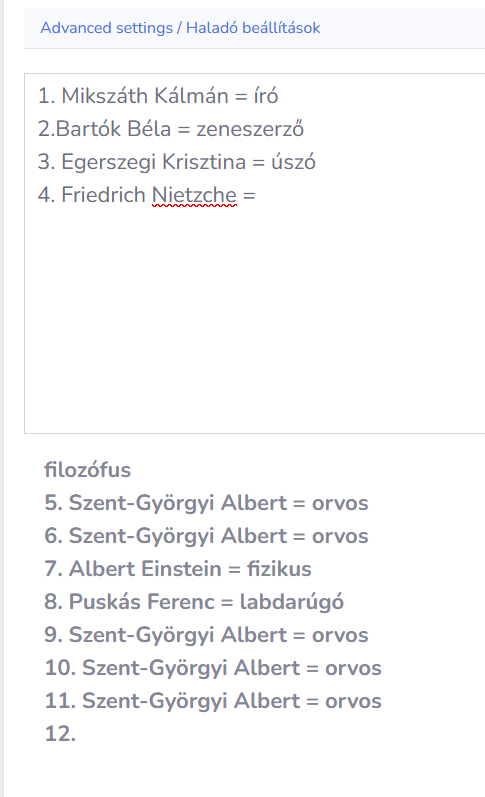 Advanced settings / Haladó beállítások
1. Mikszáth Kálmán = író
2.Bartók Béla = zeneszerző
3. Egerszegi Krisztina = úszó
4. Friedrich Nietzche =
filozófus
5. Szent-Györgyi Albert = orvos
6. Szent-Györgyi Albert = orvos
7. Albert Einstein = fizikus
8. Puskás Ferenc = labdarúgó
9. Szent-Györgyi Albert = orvos
10. Szent-Györgyi Albert = orvos
11. Szent-Györgyi Albert = orvos
12.